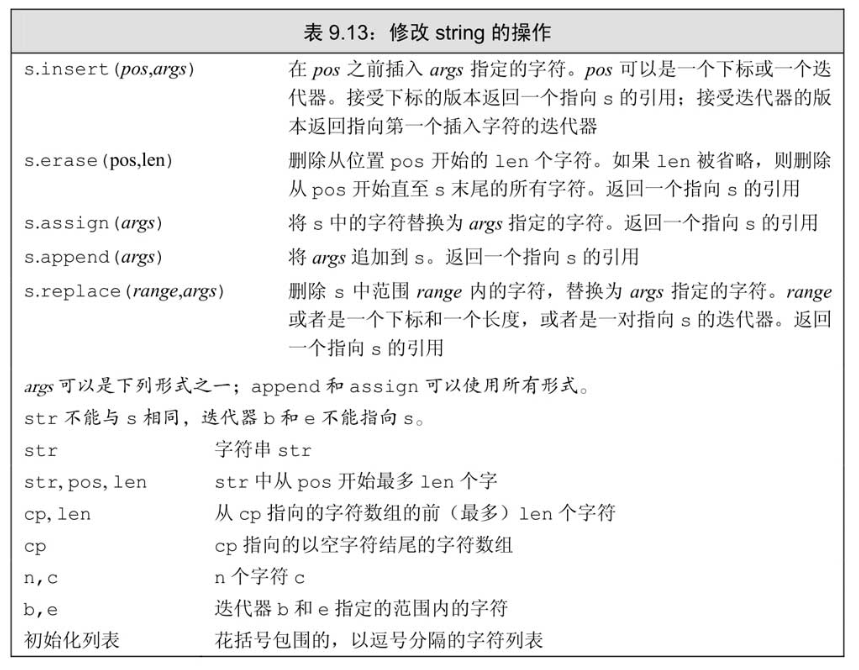 表 9.13：修改 string 的操作
s.insert(pos,args) 在 pos 之前插入 args 指定的字符。pos 可以是一个下标或一个迭
代器。接受下标的版本返回一个指向 s 的引用；接受迭代器的版
本返回指向第一个插入字符的迭代器
s.erase(pos,len) 删除从位置 pos 开始的 len 个字符。如果 len 被省略，则删除
从 pos 开始直至 s 末尾的所有字符。返回一个指向 s 的引用
s.assign(args) 将 s 中的字符替换为 args 指定的字符。返回一个指向 s 的引用
s.append(args) 将 args 追加到 s。返回一个指向 s 的引用
s.replace(range,args) 删除 s 中范围 range 内的字符，替换为 args 指定的字符。range
或者是一个下标和一个长度，或者是一对指向 s 的迭代器。返回
一个指向 s 的引用
args 可以是下列形式之一；append 和 assign 可以使用所有形式。
str 不能与 s 相同，迭代器 b 和 e 不能指向 s。
str 字符串 str
str,pos,len str 中从 pos 开始最多 len 个字
cp,len 从 cp 指向的字符数组的前（最多）len 个字符
cp cp 指向的以空字符结尾的字符数组
n,c n 个字符 c
b,e 迭代器 b 和 e 指定的范围内的字符
初始化列表 花括号包围的，以逗号分隔的字符列表